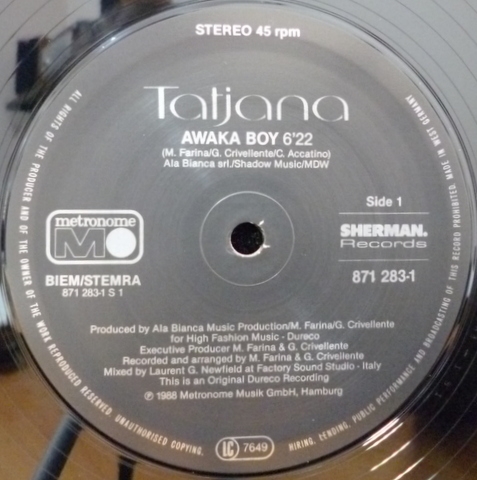 STEREO 45 rpm
Tatjana
AWAKA BOY 6'22
(M. Farina/G. Crivellente/C. Accatino)
Ala Bianca srl./Shadow Music/MDW
Side 1
metronome
M
SHERMAN.
Records
BIEM/STEMRA
871 283-1 S 1
871 283-1
Produced by Ala Bianca Music Production/M. Farina/G. Crivellente
for High Fashion Music - Dureco
Executive Producer M. Farina & G. Crivellente
Recorded and arranged by M. Farina & G. Crivellente
Mixed by Laurent G. Newfield at Factory Sound Studio - Italy
This is an Original Dureco Recording
℗ 1988 Metronome Musik GmbH, Hamburg
LC 7649
ALL RIGHTS OF THE PRODUCER AND OF THE OWNER OF THE WORK REPRODUCED RESERVED. UNAUTHORISED COPYING, HIRING, LENDING, PUBLIC PERFORMANCE AND BROADCASTING OF THIS RECORD PROHIBITED. MADE IN WEST GERMANY